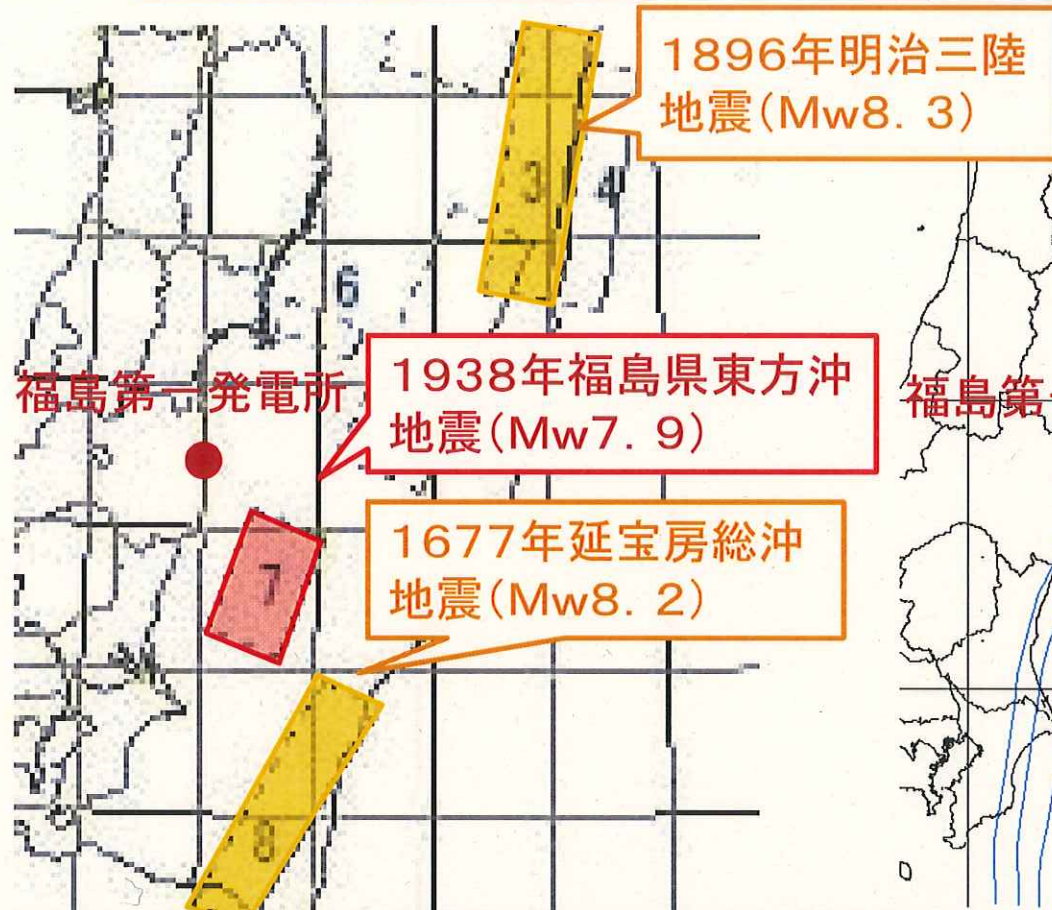 1896年明治三陸
地震(Mw8. 3)
3
4
6
福島第一発電所
1938年福島県東方沖
地震(Mw7. 9)
福島第
7
1677年延宝房総沖
地震(Mw8. 2)
8